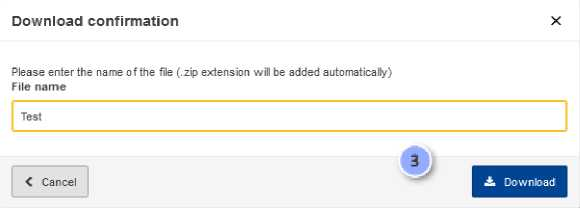 Download confirmation
Please enter the name of the file (.zip extension will be added automatically)
File name
Test
3
Cancel
Download